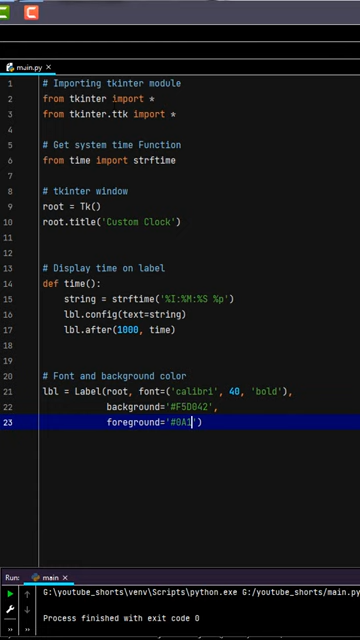 main.py ×
1 # Importing tkinter module
2 from tkinter import *
3 from tkinter.ttk import *
4
5 # Get system time Function
6 from time import strftime
7
8 # tkinter window
9 root = Tk()
10 root.title('Custom Clock')
11
12
13 # Display time on label
14 def time():
15 string = strftime('%I:%M:%S %p')
16 lbl.config(text=string)
17 lbl.after(1000, time)
18
19
20 # Font and background color
21 lbl = Label(root, font=('calibri', 40, 'bold'),
22 background='#F5D042',
23 foreground='#0A1')
Run: main ×
G:\youtube_shorts\venv\Scripts\python.exe G:/youtube_shorts/main.py
Process finished with exit code 0